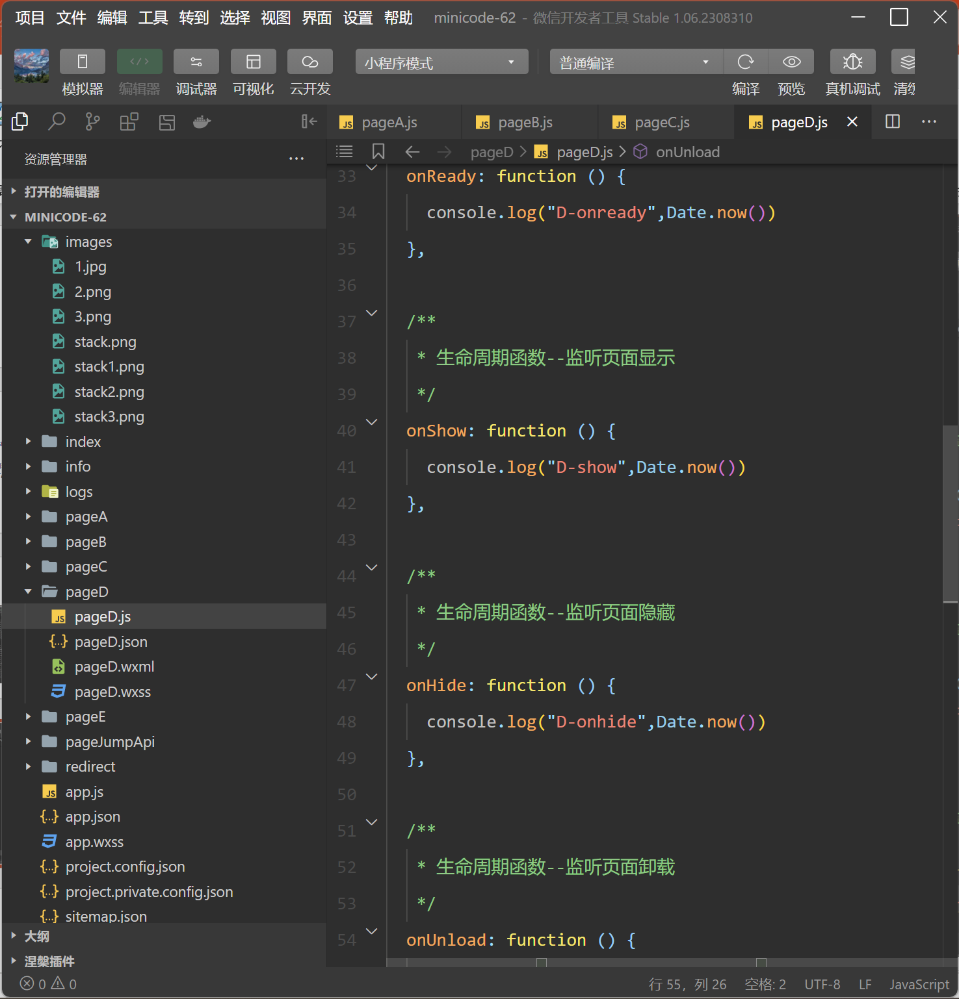 项目 文件 编辑 工具 转到 选择 视图 界面 设置 帮助 minicode-62 - 微信开发者工具 Stable 1.06.2308310
小程序模式 普通编译
模拟器 编辑器 调试器 可视化 云开发 编译 预览 真机调试 清缓
pageA.js pageB.js pageC.js pageD.js
资源管理器
pageD > pageD.js > onUnload
打开的编辑器
MINICODE-62
images
1.jpg
2.png
3.png
stack.png
stack1.png
stack2.png
stack3.png
index
info
logs
pageA
pageB
pageC
pageD
pageD.js
pageD.json
pageD.wxml
pageD.wxss
pageE
pageJumpApi
redirect
app.js
app.json
app.wxss
project.config.json
project.private.config.json
sitemap.json
大纲
涅槃插件
33 onReady: function () {
34 console.log("D-onready",Date.now())
35 },
36
37 /**
38 * 生命周期函数--监听页面显示
39 */
40 onShow: function () {
41 console.log("D-show",Date.now())
42 },
43
44 /**
45 * 生命周期函数--监听页面隐藏
46 */
47 onHide: function () {
48 console.log("D-onhide",Date.now())
49 },
50
51 /**
52 * 生命周期函数--监听页面卸载
53 */
54 onUnload: function () {
0 0 行 55，列 26 空格: 2 UTF-8 LF JavaScript